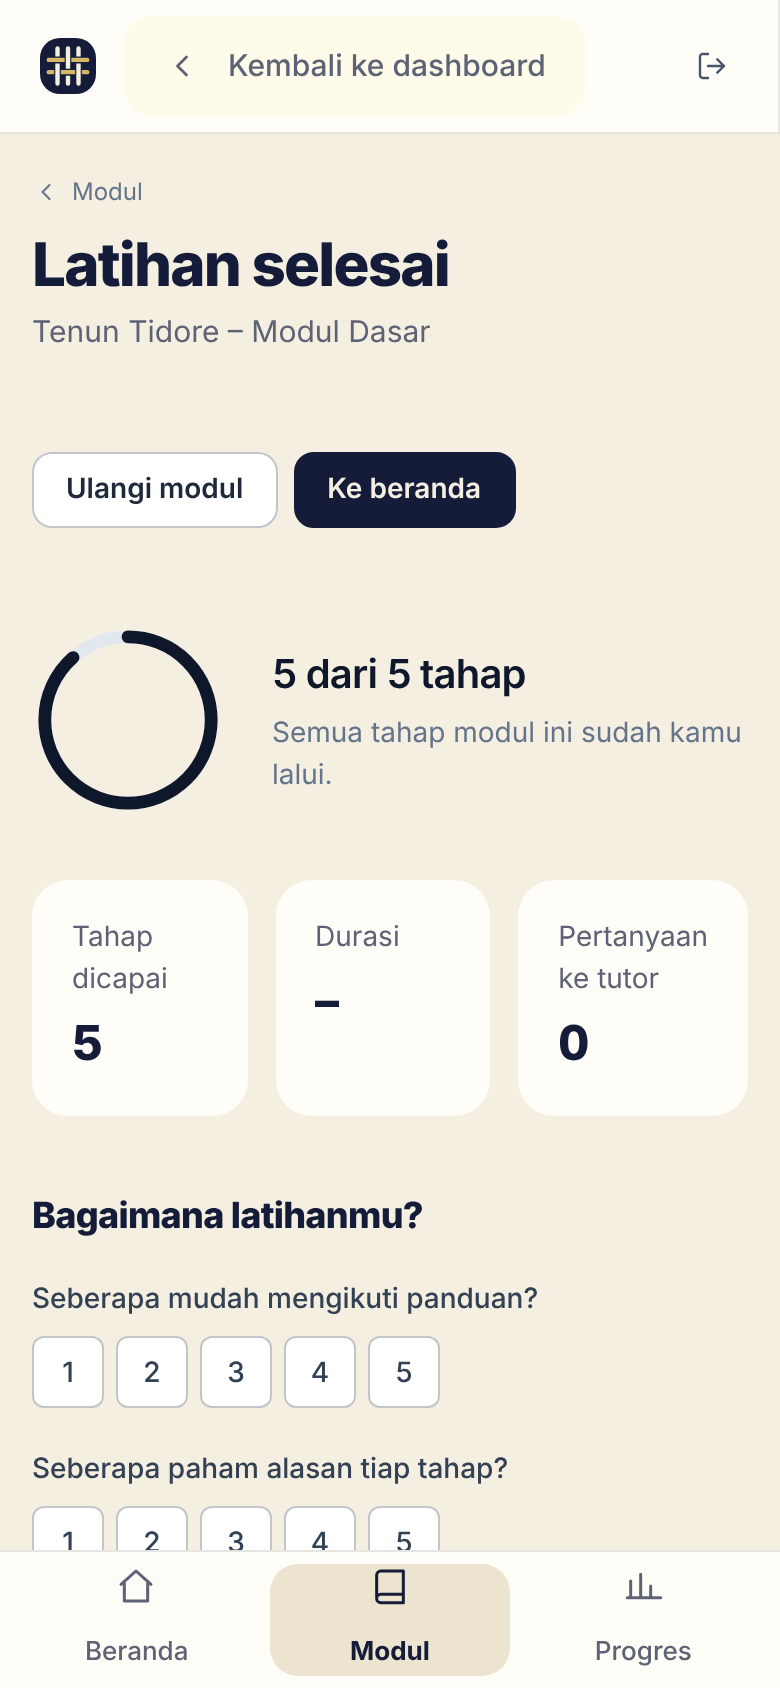 Kembali ke dashboard
Modul
Latihan selesai
Tenun Tidore – Modul Dasar
Ulangi modul
Ke beranda
5 dari 5 tahap
Semua tahap modul ini sudah kamu
lalui.
Tahap
dicapai
5
Durasi
–
Pertanyaan
ke tutor
0
Bagaimana latihanmu?
Seberapa mudah mengikuti panduan?
1 2 3 4 5
Seberapa paham alasan tiap tahap?
1 2 3 4 5
Beranda
Modul
Progres